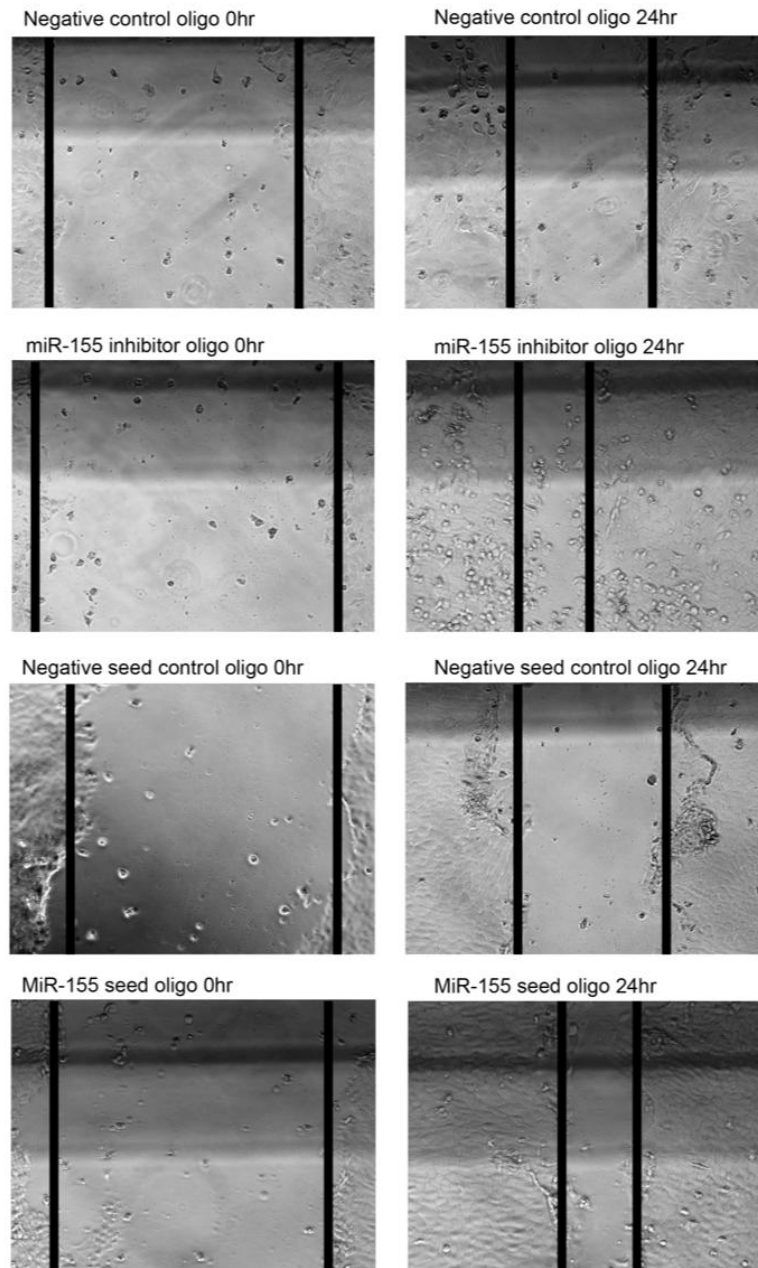 Negative control oligo 0hr
Negative control oligo 24hr
miR-155 inhibitor oligo 0hr
miR-155 inhibitor oligo 24hr
Negative seed control oligo 0hr
Negative seed control oligo 24hr
MiR-155 seed oligo 0hr
MiR-155 seed oligo 24hr